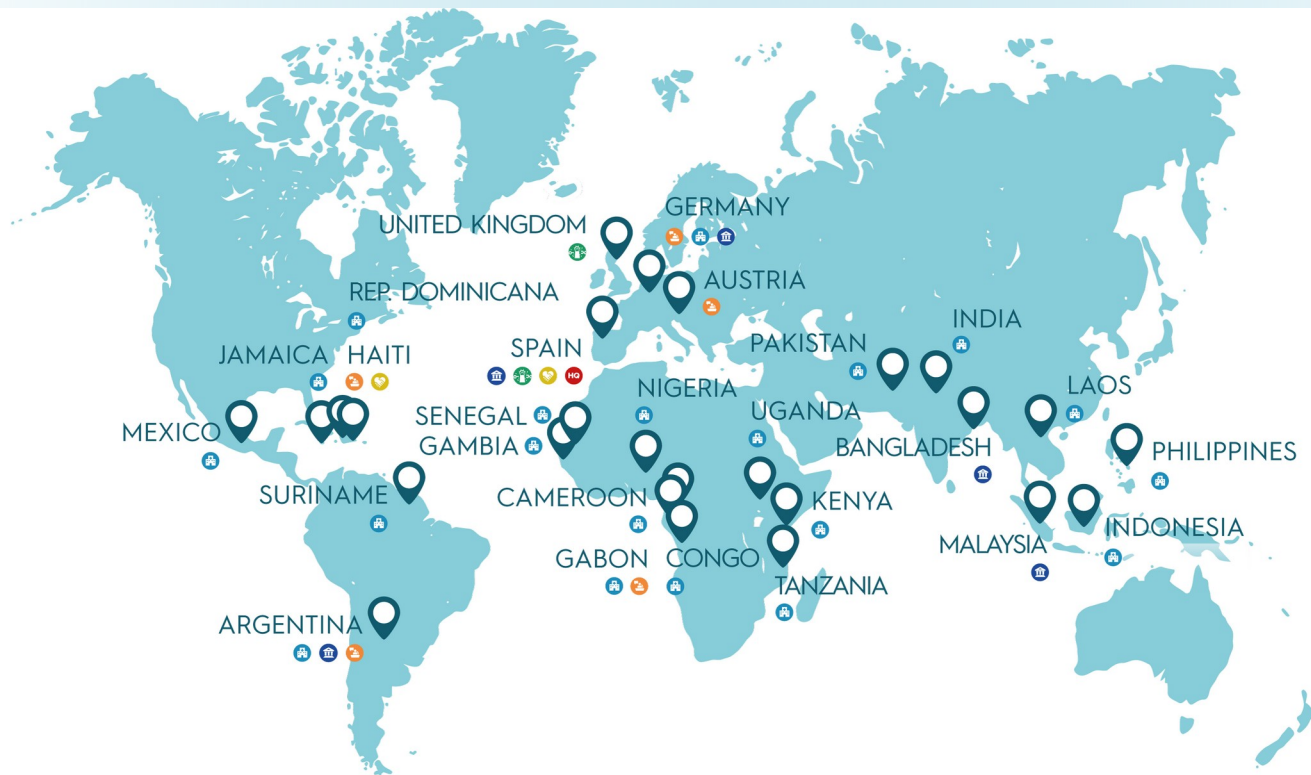 UNITED KINGDOM
GERMANY
REP. DOMINICANA
AUSTRIA
JAMAICA
HAITI
SPAIN
HQ
PAKISTAN
INDIA
NIGERIA
LAOS
SENEGAL
UGANDA
MEXICO
GAMBIA
BANGLADESH
PHILIPPINES
SURINAME
CAMEROON
KENYA
GABON
CONGO
MALAYSIA
INDONESIA
TANZANIA
ARGENTINA